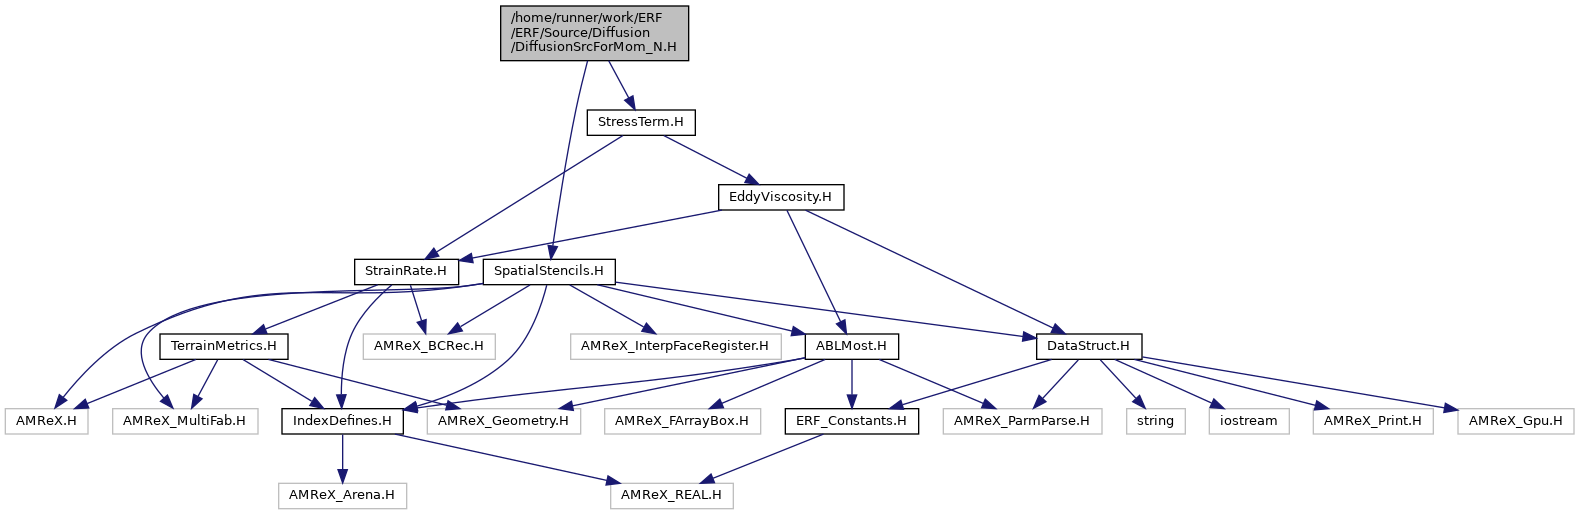 /home/runner/work/ERF
/ERF/Source/Diffusion
/DiffusionSrcForMom_N.H
StressTerm.H
EddyViscosity.H
StrainRate.H
SpatialStencils.H
TerrainMetrics.H
AMReX_BCRec.H
AMReX_InterpFaceRegister.H
ABLMost.H
DataStruct.H
AMReX.H
AMReX_MultiFab.H
IndexDefines.H
AMReX_Geometry.H
AMReX_FArrayBox.H
ERF_Constants.H
AMReX_ParmParse.H
string
iostream
AMReX_Print.H
AMReX_Gpu.H
AMReX_Arena.H
AMReX_REAL.H